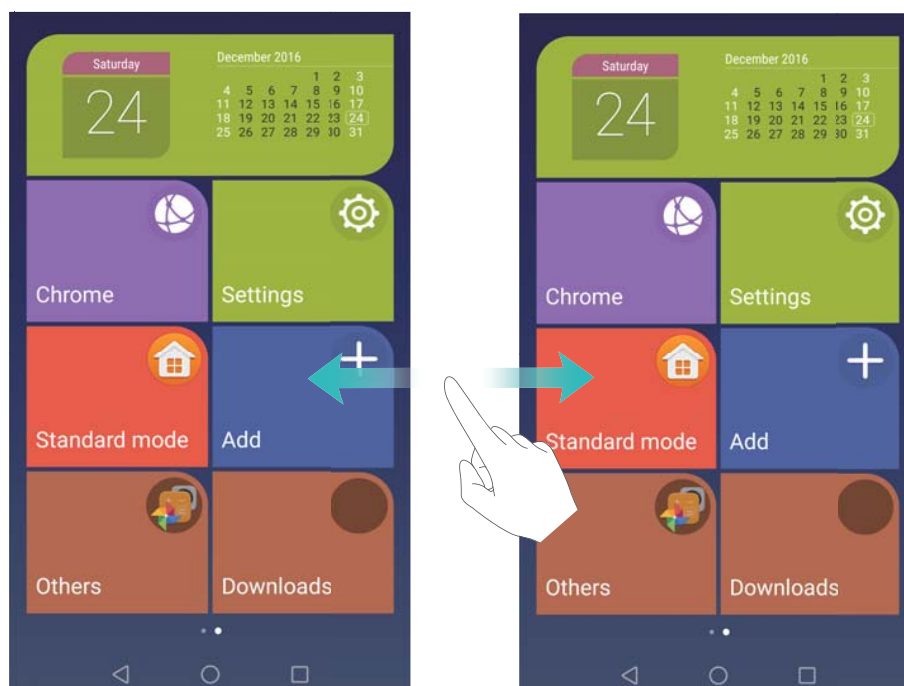 Saturday
24
December 2016
1 2 3
4 5 6 7 8 9 10
11 12 13 14 15 16 17
18 19 20 21 22 23 24
25 26 27 28 29 30 31
Chrome
Settings
Standard mode
Add
Others
Downloads
Saturday
24
December 2016
1 2 3
4 5 6 7 8 9 10
11 12 13 14 15 16 17
18 19 20 21 22 23 24
25 26 27 28 29 30 31
Chrome
Settings
Standard mode
Add
Others
Downloads